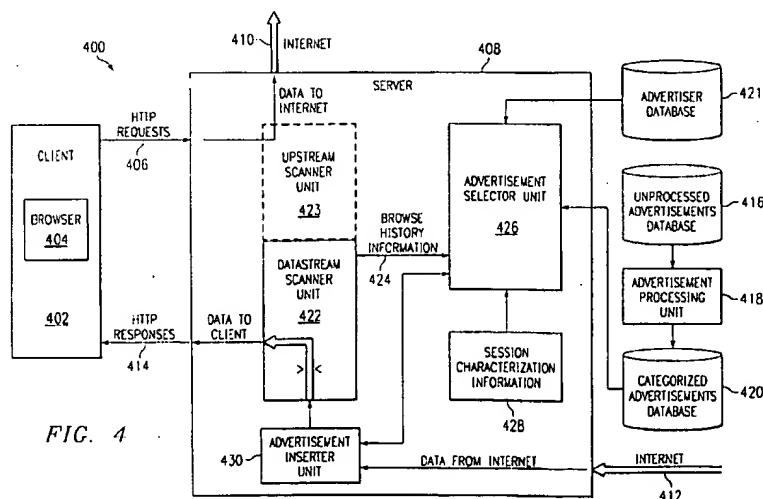 410
INTERNET
400
408
SERVER
DATA TO
INTERNET
HTTP
REQUESTS
406
CLIENT
BROWSER
404
402
UPSTREAM
SCANNER
UNIT
423
DATASTREAM
SCANNER
UNIT
422
BROWSE
HISTORY
INFORMATION
424
ADVERTISEMENT
SELECTOR UNIT
426
ADVERTISER
DATABASE
421
UNPROCESSED
ADVERTISEMENTS
DATABASE
416
ADVERTISEMENT
PROCESSING
UNIT
418
CATEGORIZED
ADVERTISEMENTS
DATABASE
420
HTTP
RESPONSES
414
DATA TO
CLIENT
> <
SESSION
CHARACTERIZATION
INFORMATION
428
FIG. 4
430
ADVERTISEMENT
INSERTER
UNIT
DATA FROM INTERNET
INTERNET
412